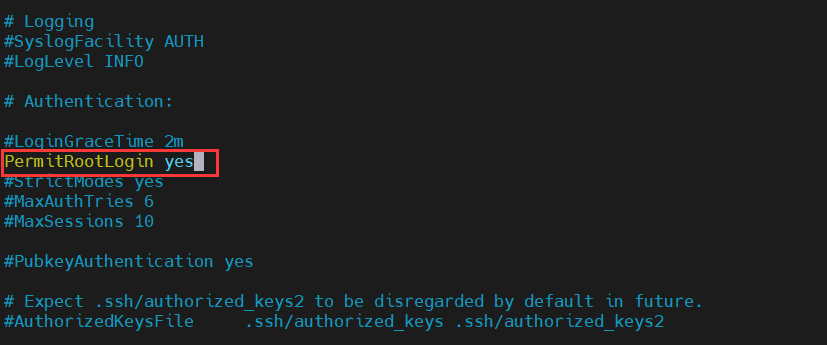 # Logging
#SyslogFacility AUTH
#LogLevel INFO
# Authentication:
#LoginGraceTime 2m
PermitRootLogin yes
#StrictModes yes
#MaxAuthTries 6
#MaxSessions 10
#PubkeyAuthentication yes
# Expect .ssh/authorized_keys2 to be disregarded by default in future.
#AuthorizedKeysFile     .ssh/authorized_keys .ssh/authorized_keys2